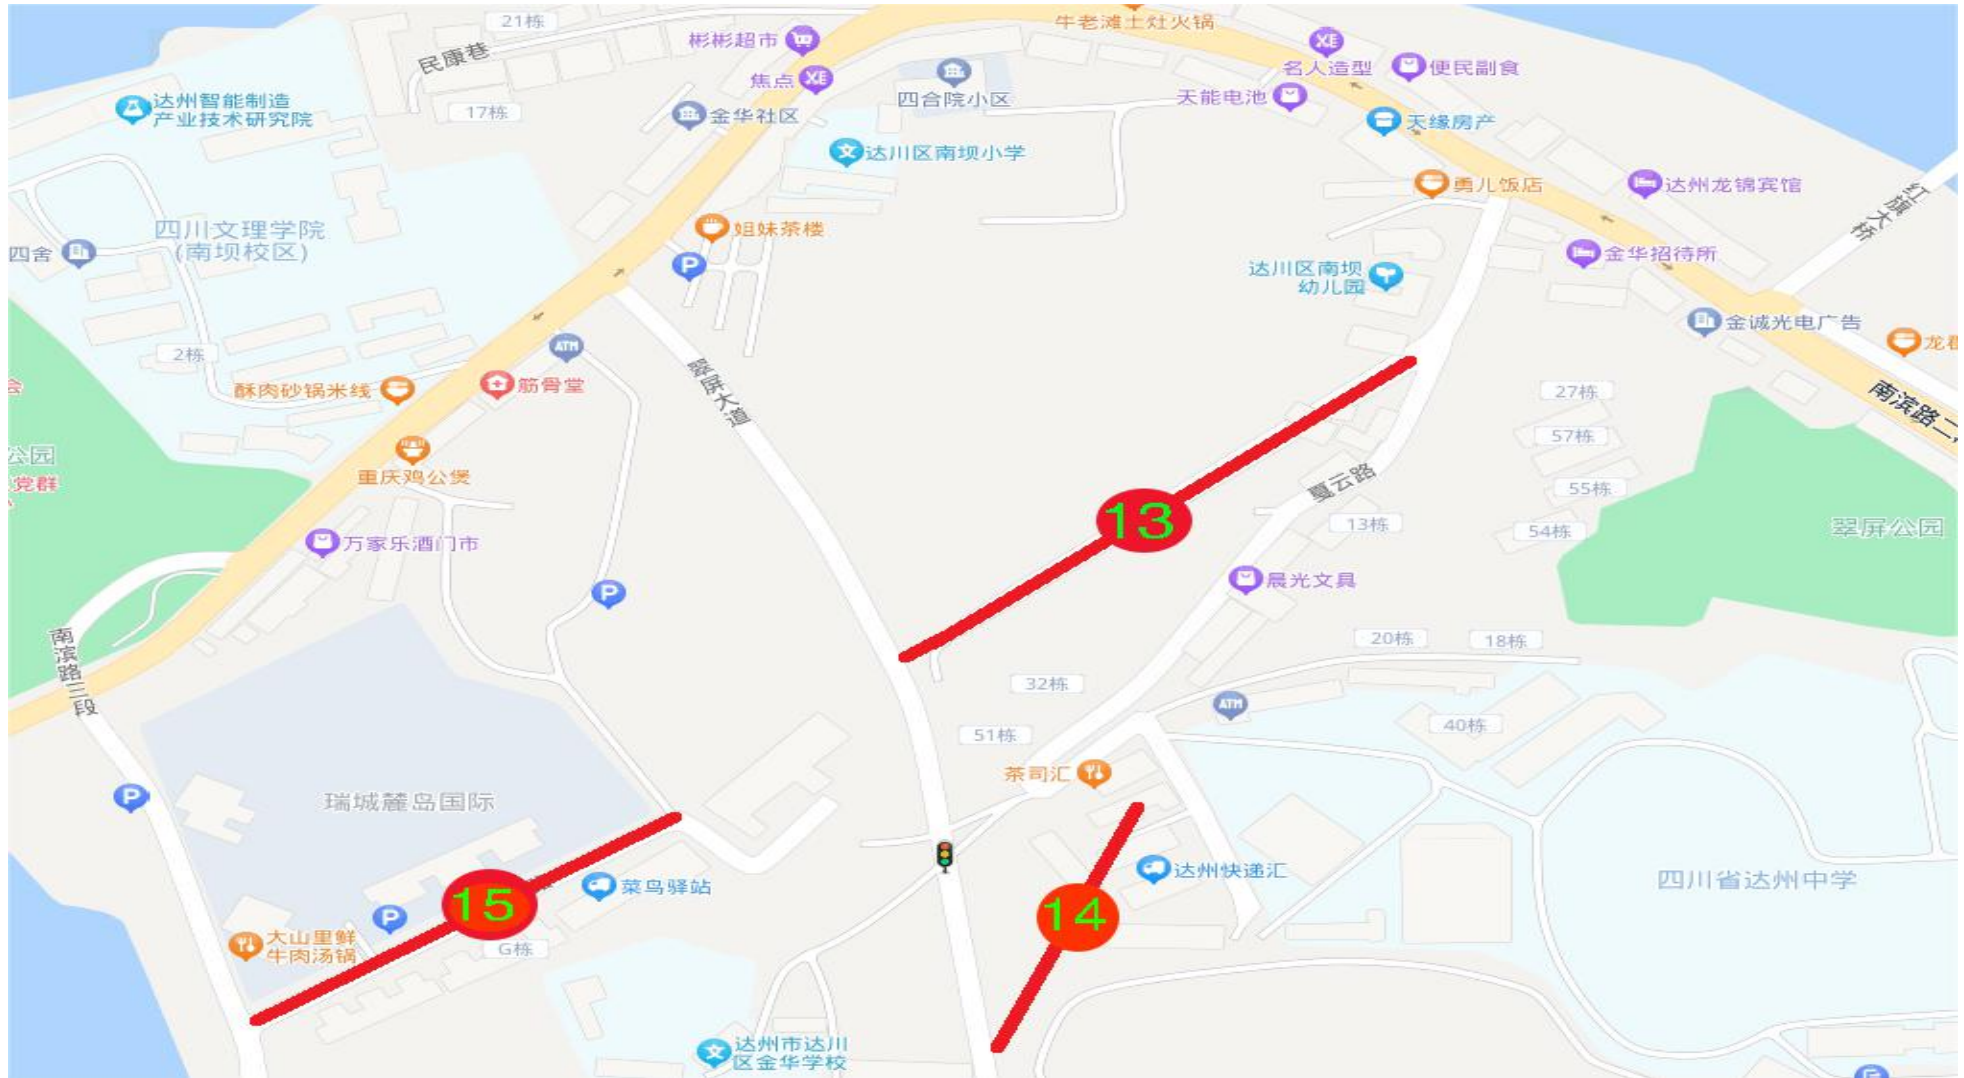 21栋
牛老滩土灶火锅
彬彬超市
民康巷
名人造型
便民副食
焦点
四合院小区
天能电池
达州智能制造
产业技术研究院
17栋
金华社区
天缘房产
达川区南坝小学
勇儿饭店
达州龙锦宾馆
红旗大桥
四川文理学院
(南坝校区)
姐妹茶楼
四舍
P
金华招待所
达川区南坝
幼儿园
金诚光电广告
2栋
ATM
翠屏大道
酥肉砂锅米线
筋骨堂
27栋
南滨路二
57栋
公园
党群
重庆鸡公煲
夏云路
55栋
13
13栋
54栋
翠屏公园
万家乐酒门市
晨光文具
P
南滨路三段
20栋
18栋
32栋
ATM
51栋
40栋
茶司汇
P
瑞城麓岛国际
达州快递汇
四川省达州中学
菜鸟驿站
15
14
P
大山里鲜
牛肉汤锅
G栋
达州市达川
区金华学校